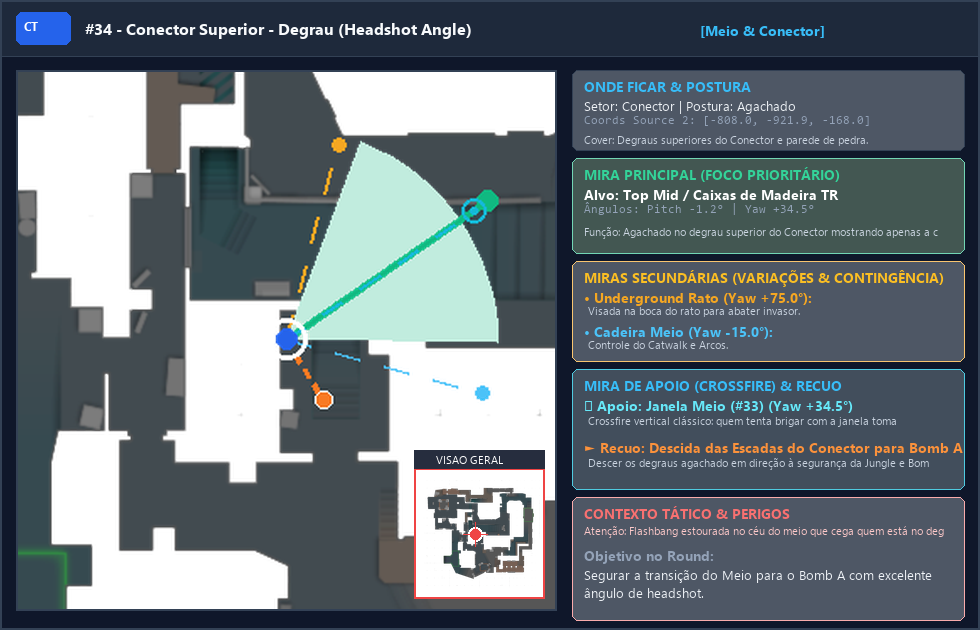 CT
#34 - Conector Superior - Degrau (Headshot Angle)
[Meio & Conector]
VISAO GERAL
ONDE FICAR & POSTURA
Setor: Conector | Postura: Agachado
Coords Source 2: [-808.0, -921.9, -168.0]
Cover: Degraus superiores do Conector e parede de pedra.
MIRA PRINCIPAL (FOCO PRIORITÁRIO)
Alvo: Top Mid / Caixas de Madeira TR
Ângulos: Pitch -1.2° | Yaw +34.5°
Função: Agachado no degrau superior do Conector mostrando apenas a c
MIRAS SECUNDÁRIAS (VARIAÇÕES & CONTINGÊNCIA)
• Underground Rato (Yaw +75.0°):
Visada na boca do rato para abater invasor.
• Cadeira Meio (Yaw -15.0°):
Controle do Catwalk e Arcos.
MIRA DE APOIO (CROSSFIRE) & RECUO
Apoio: Janela Meio (#33) (Yaw +34.5°)
Crossfire vertical clássico: quem tenta brigar com a janela toma
► Recuo: Descida das Escadas do Conector para Bomb A
Descer os degraus agachado em direção à segurança da Jungle e Bom
CONTEXTO TÁTICO & PERIGOS
Atenção: Flashbang estourada no céu do meio que cega quem está no deg
Objetivo no Round:
Segurar a transição do Meio para o Bomb A com excelente
ângulo de headshot.